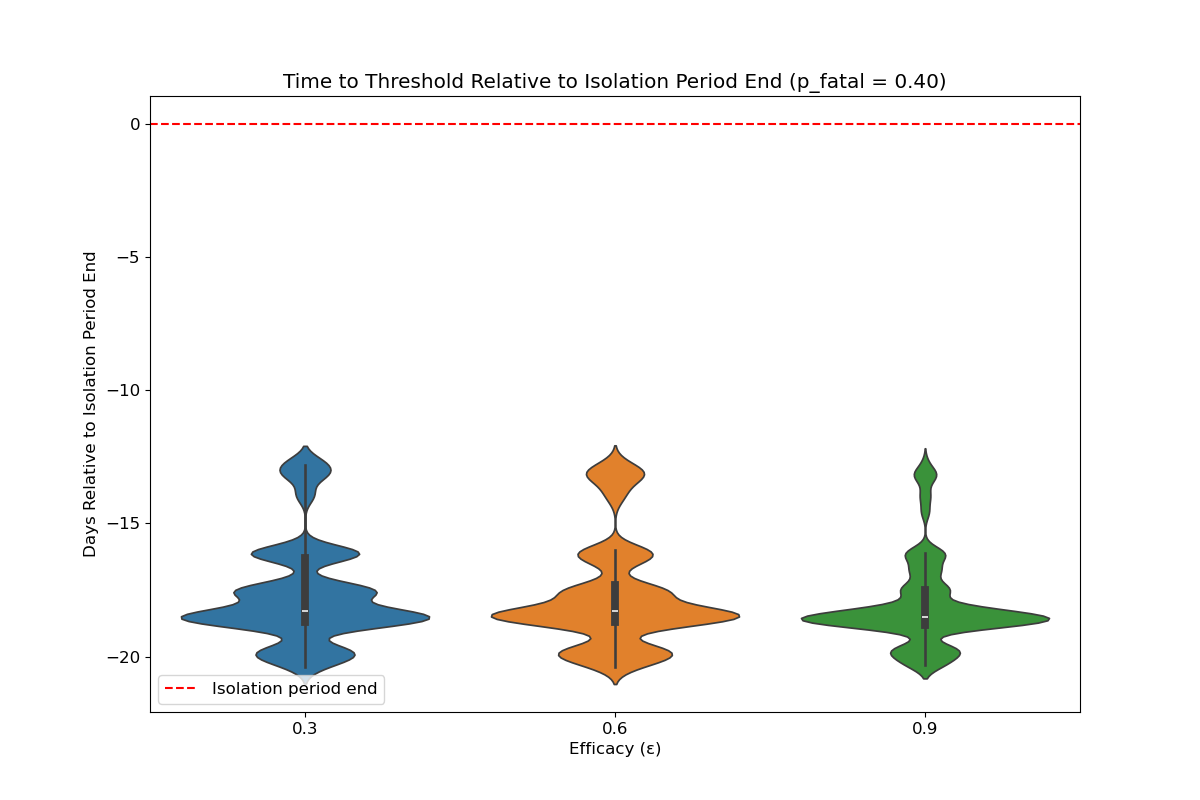 Time to Threshold Relative to Isolation Period End (p_fatal = 0.40)
Days Relative to Isolation Period End
0
−5
−10
−15
−20
Isolation period end
0.3
0.6
0.9
Efficacy (ε)